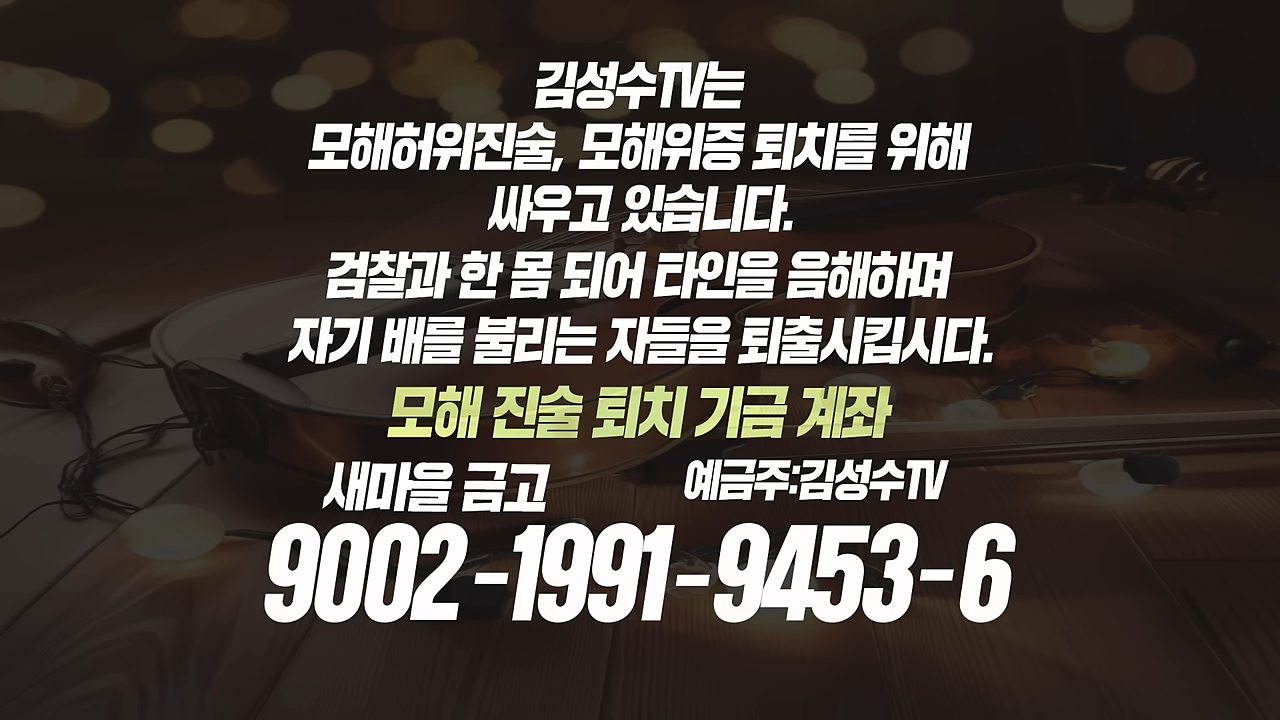 김성수TV는
모해허위진술, 모해위증 퇴치를 위해
싸우고 있습니다.
검찰과 한 몸 되어 타인을 음해하며
자기 배를 불리는 자들을 퇴출시킵시다.
모해 진술 퇴치 기금 계좌
새마을 금고 예금주:김성수TV
9002-1991-9453-6